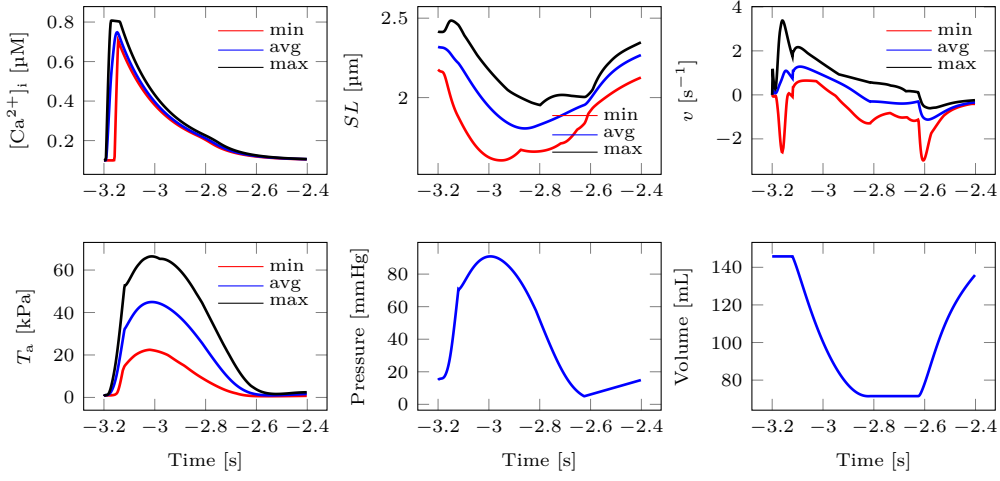 [Ca²⁺]ᵢ [µM]
0.8
0.6
0.4
0.2
min
avg
max
−3.2 −3 −2.8 −2.6 −2.4
SL [µm]
2.5
2
min
avg
max
−3.2 −3 −2.8 −2.6 −2.4
v [s⁻¹]
4
2
0
−2
min
avg
max
−3.2 −3 −2.8 −2.6 −2.4
Tₐ [kPa]
60
40
20
0
min
avg
max
−3.2 −3 −2.8 −2.6 −2.4
Time [s]
Pressure [mmHg]
80
60
40
20
0
−3.2 −3 −2.8 −2.6 −2.4
Time [s]
Volume [mL]
140
120
100
80
−3.2 −3 −2.8 −2.6 −2.4
Time [s]